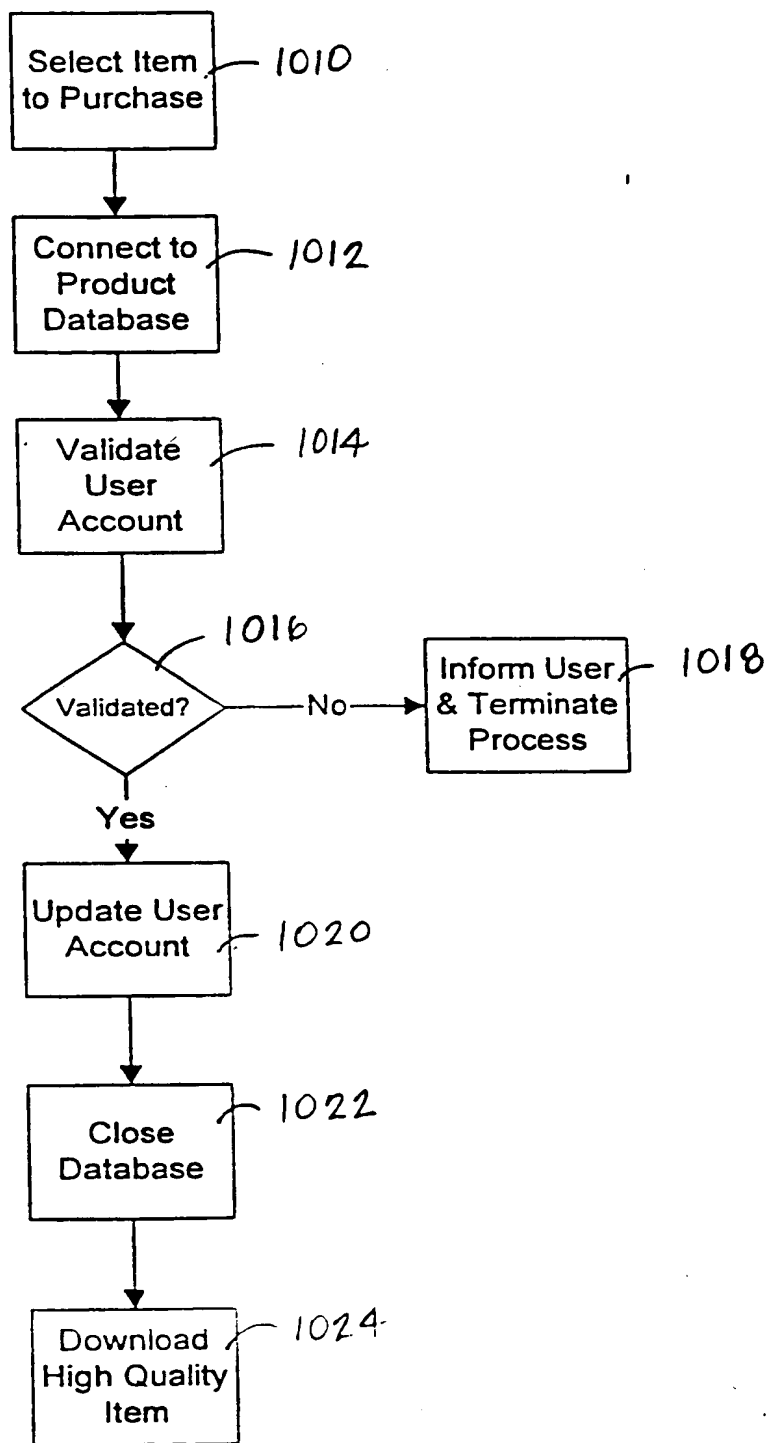 Select Item
to Purchase
1010
Connect to
Product
Database
1012
Validate
User
Account
1014
1016
Validated?
No
Inform User
& Terminate
Process
1018
Yes
Update User
Account
1020
Close
Database
1022
Download
High Quality
Item
1024